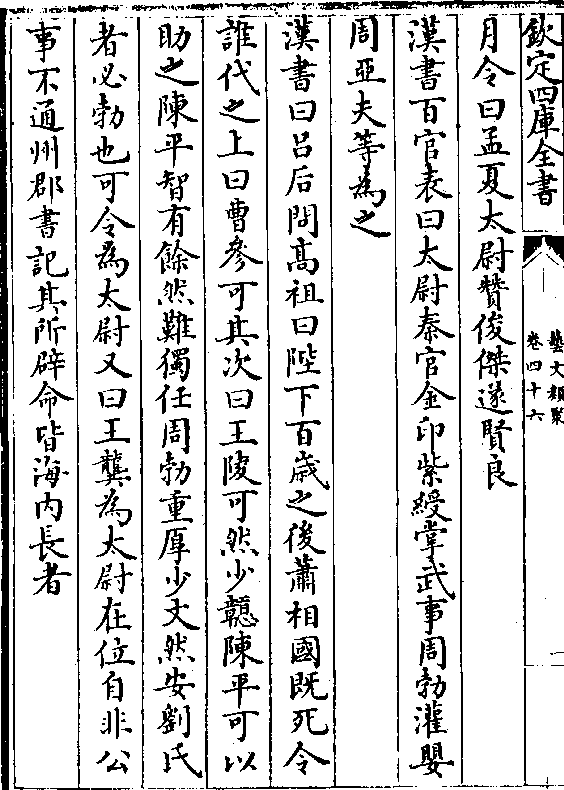 欽定四庫全書
藝文類聚
卷四十六
一
月令曰孟夏太尉贊俊傑遂賢良
漢書百官表曰太尉秦官金印紫綬掌武事周勃灌嬰
周亞夫等為之
漢書曰呂后問高祖曰陛下百歲之後蕭相國既死令
誰代之上曰曹參可其次曰王陵可然少戇陳平可以
助之陳平智有餘然難獨任周勃重厚少文然安劉氏
者必勃也可令為太尉又曰王龔為太尉在位自非公
事不通州郡書記其所辟命皆海内長者